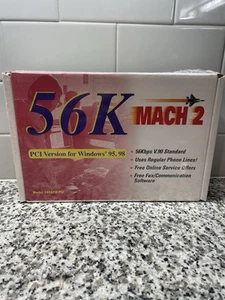 56K
MACH 2
PCI Version for Windows® 95, 98
• 56Kbps V.90 Standard
• Uses Regular Phone Lines!
• Free Online Service Offers
• Free Fax/Communication
Software
Model